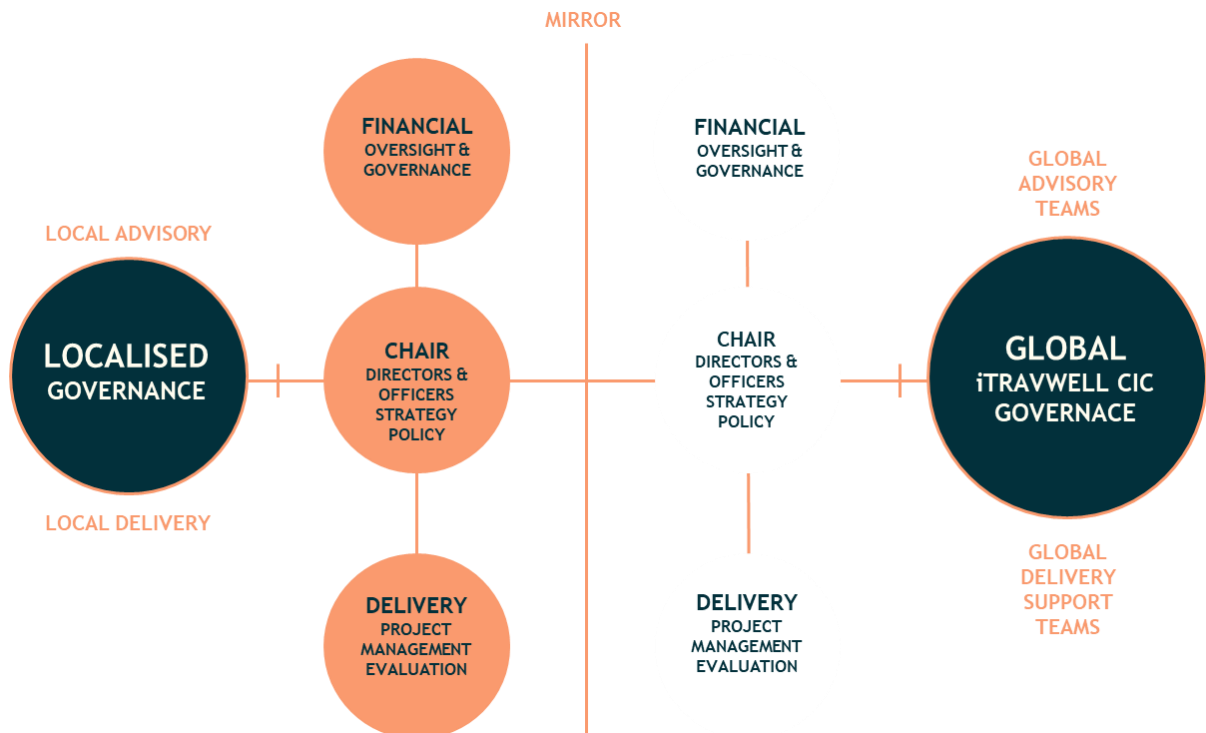 MIRROR
LOCAL ADVISORY
LOCALISED
GOVERNANCE
LOCAL DELIVERY
FINANCIAL
OVERSIGHT &
GOVERNANCE
CHAIR
DIRECTORS &
OFFICERS
STRATEGY
POLICY
DELIVERY
PROJECT
MANAGEMENT
EVALUATION
FINANCIAL
OVERSIGHT &
GOVERNANCE
CHAIR
DIRECTORS &
OFFICERS
STRATEGY
POLICY
DELIVERY
PROJECT
MANAGEMENT
EVALUATION
GLOBAL
ADVISORY
TEAMS
GLOBAL
iTRAVWELL CIC
GOVERNACE
GLOBAL
DELIVERY
SUPPORT
TEAMS